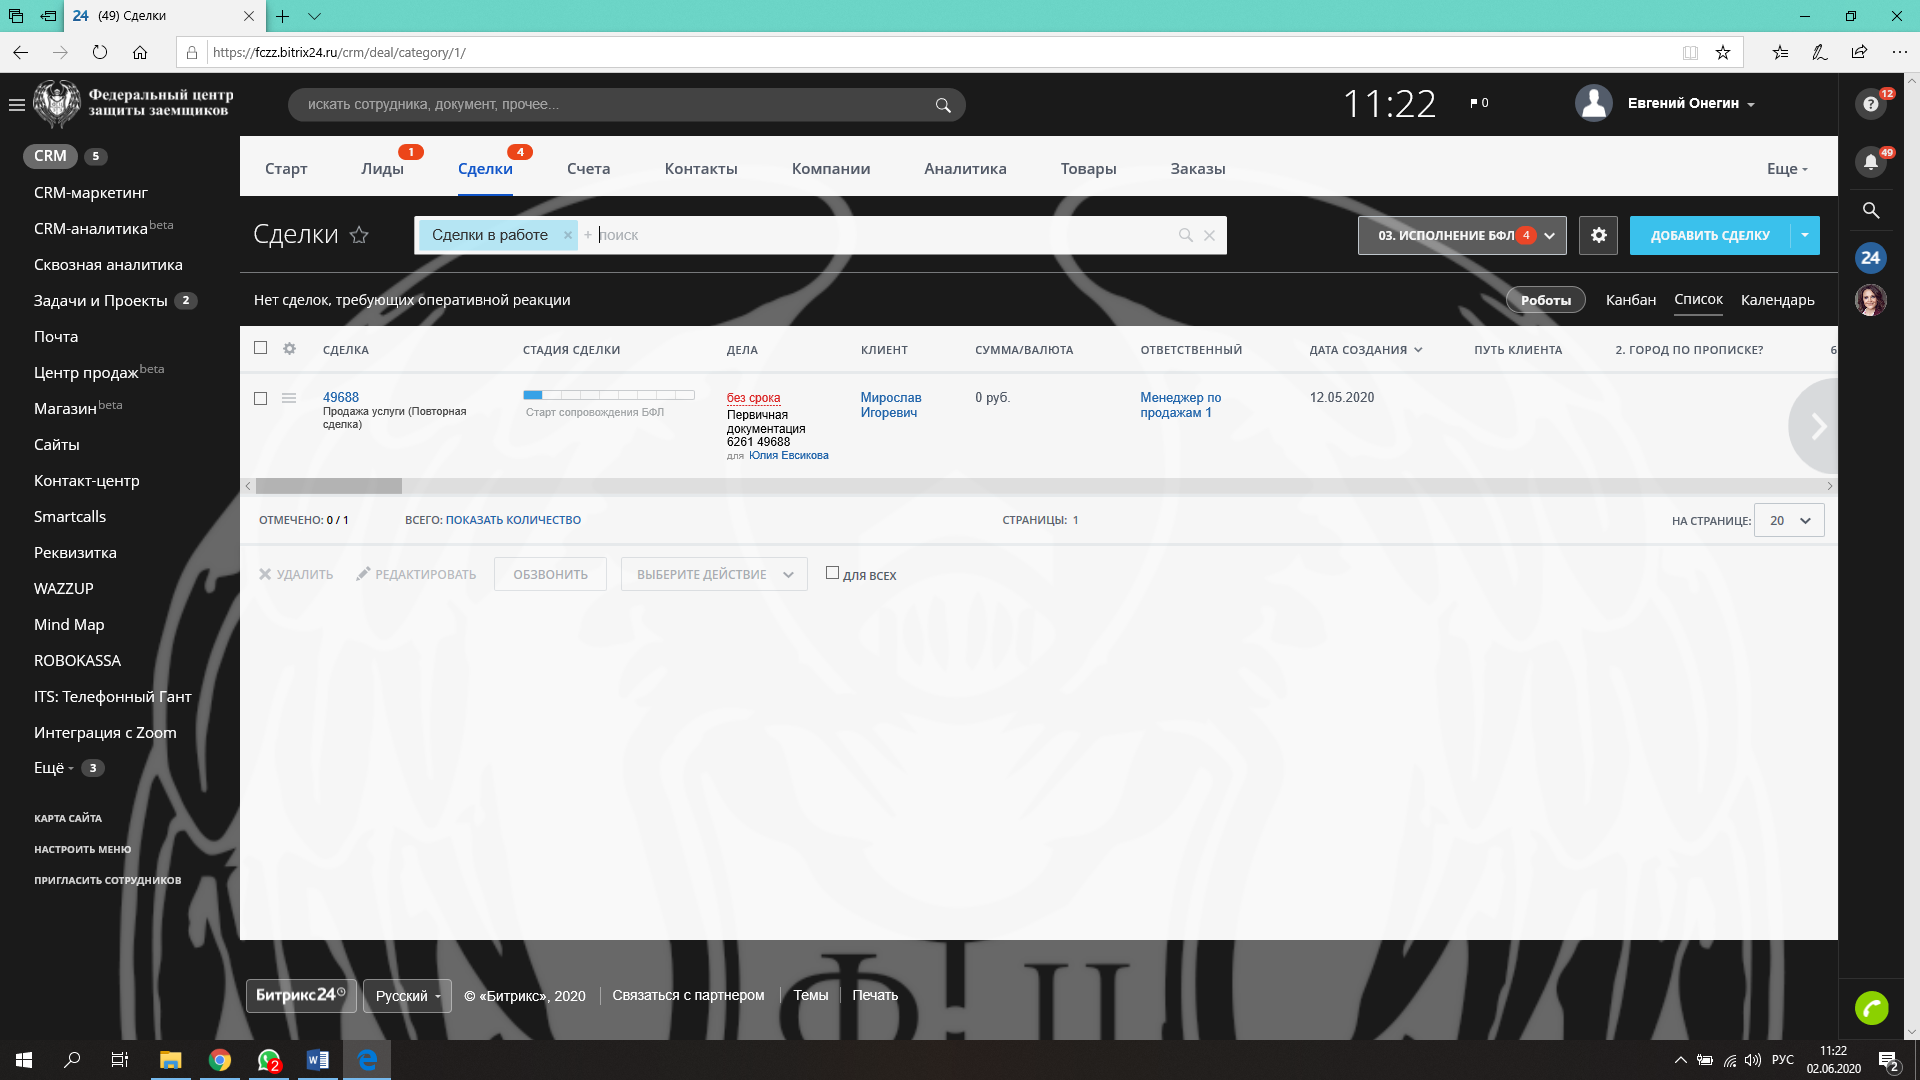 24 (49) Сделки
https://fczz.bitrix24.ru/crm/deal/category/1/
Федеральный центр
защиты заемщиков
искать сотрудника, документ, прочее...
11:22
0
Евгений Онегин
12
CRM 5
CRM-маркетинг
CRM-аналитика beta
Сквозная аналитика
Задачи и Проекты 2
Почта
Центр продаж beta
Магазин beta
Сайты
Контакт-центр
Smartcalls
Реквизитка
WAZZUP
Mind Map
ROBOKASSA
ITS: Телефонный Гант
Интеграция с Zoom
Ещё 3
КАРТА САЙТА
НАСТРОИТЬ МЕНЮ
ПРИГЛАСИТЬ СОТРУДНИКОВ
Старт Лиды 1 Сделки 4 Счета Контакты Компании Аналитика Товары Заказы Еще
49
24
Сделки
Сделки в работе × + поиск
03. ИСПОЛНЕНИЕ БФЛ 4
ДОБАВИТЬ СДЕЛКУ
Нет сделок, требующих оперативной реакции
Роботы Канбан Список Календарь
СДЕЛКА СТАДИЯ СДЕЛКИ ДЕЛА КЛИЕНТ СУММА/ВАЛЮТА ОТВЕТСТВЕННЫЙ ДАТА СОЗДАНИЯ ПУТЬ КЛИЕНТА 2. ГОРОД ПО ПРОПИСКЕ? 6
49688
Продажа услуги (Повторная
сделка)
Старт сопровождения БФЛ
без срока
Первичная
документация
6261 49688
для Юлия Евсикова
Мирослав
Игоревич
0 руб.
Менеджер по
продажам 1
12.05.2020
ОТМЕЧЕНО: 0 / 1 ВСЕГО: ПОКАЗАТЬ КОЛИЧЕСТВО СТРАНИЦЫ: 1 НА СТРАНИЦЕ: 20
УДАЛИТЬ РЕДАКТИРОВАТЬ ОБЗВОНИТЬ ВЫБЕРИТЕ ДЕЙСТВИЕ ДЛЯ ВСЕХ
Битрикс24 Русский © «Битрикс», 2020 Связаться с партнером Темы Печать
2
РУС
11:22
02.06.2020
2